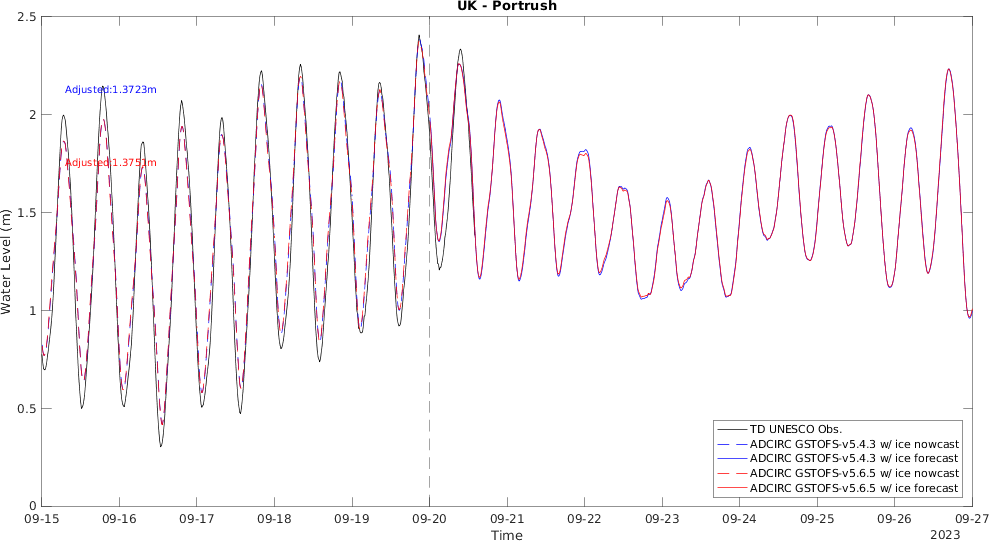 UK - Portrush
2.5
2
1.5
1
0.5
0
Water Level (m)
Adjusted:1.3723m
Adjusted:1.3751m
TD UNESCO Obs.
ADCIRC GSTOFS-v5.4.3 w/ ice nowcast
ADCIRC GSTOFS-v5.4.3 w/ ice forecast
ADCIRC GSTOFS-v5.6.5 w/ ice nowcast
ADCIRC GSTOFS-v5.6.5 w/ ice forecast
09-15 09-16 09-17 09-18 09-19 09-20 09-21 09-22 09-23 09-24 09-25 09-26 09-27
Time
2023